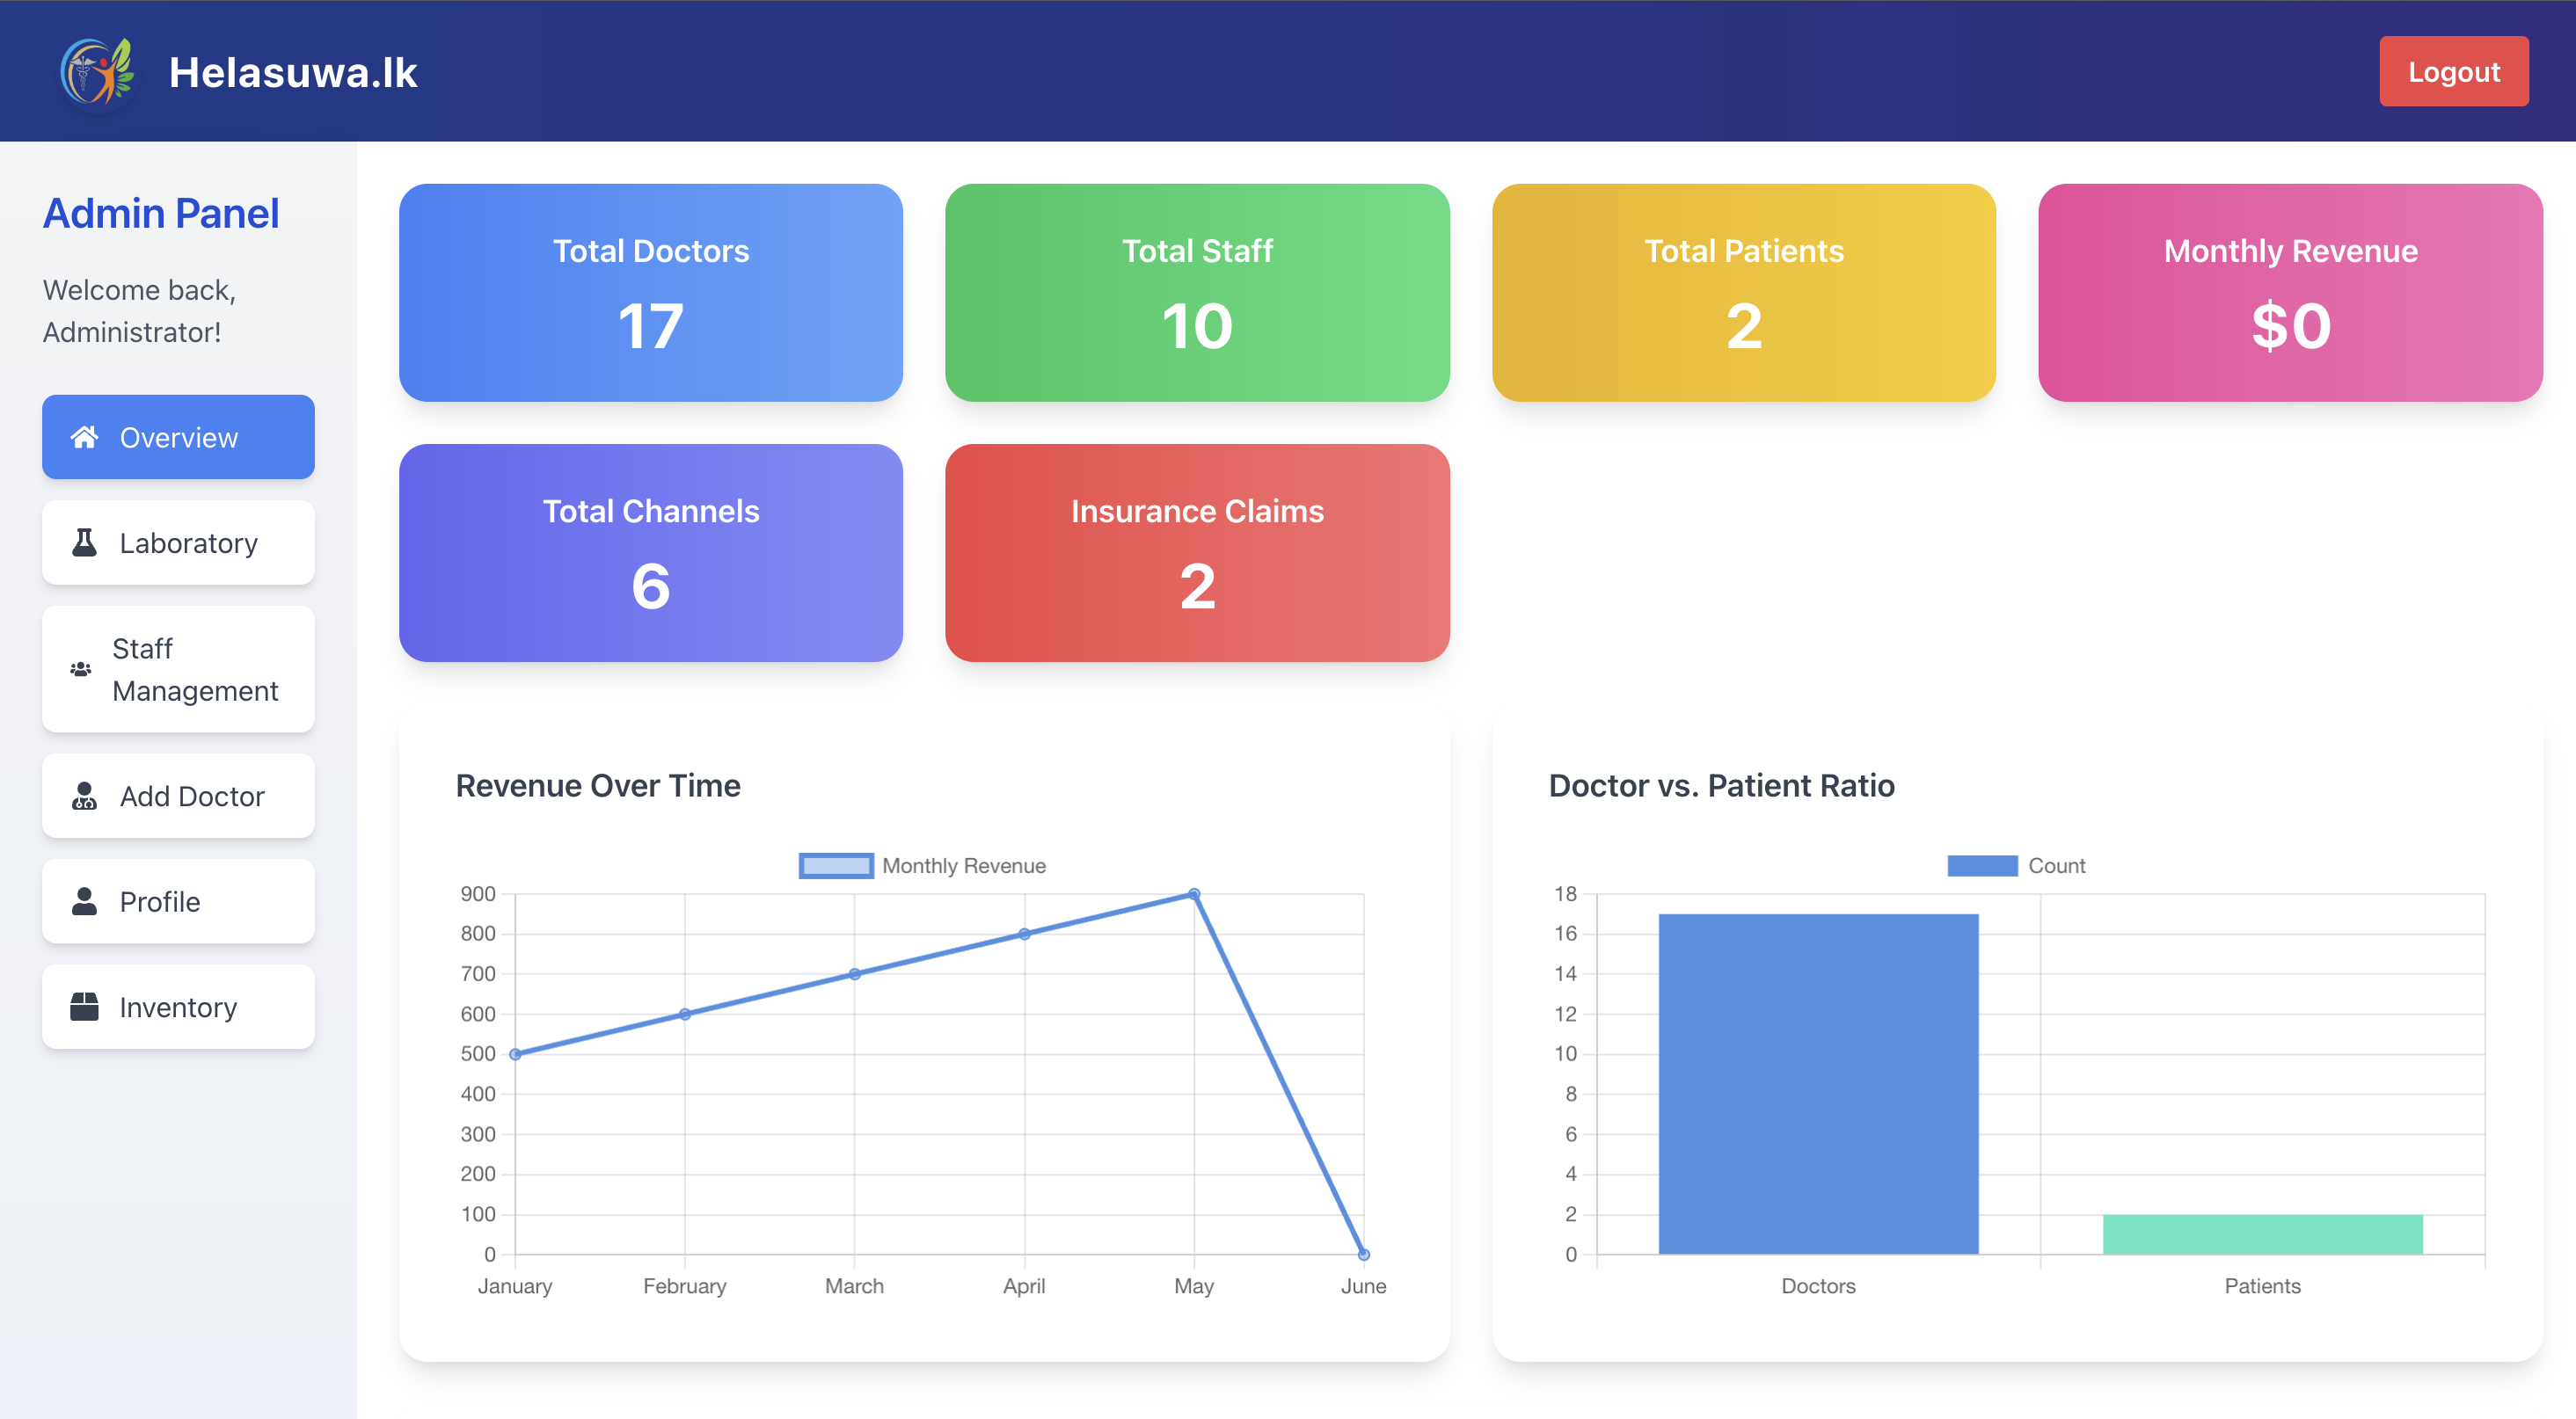 Helasuwa.lk
Logout
Admin Panel
Welcome back,
Administrator!
Overview
Laboratory
Staff
Management
Add Doctor
Profile
Inventory
Total Doctors
17
Total Staff
10
Total Patients
2
Monthly Revenue
$0
Total Channels
6
Insurance Claims
2
Revenue Over Time
Monthly Revenue
900
800
700
600
500
400
300
200
100
0
January February March April May June
Doctor vs. Patient Ratio
Count
18
16
14
12
10
8
6
4
2
0
Doctors Patients